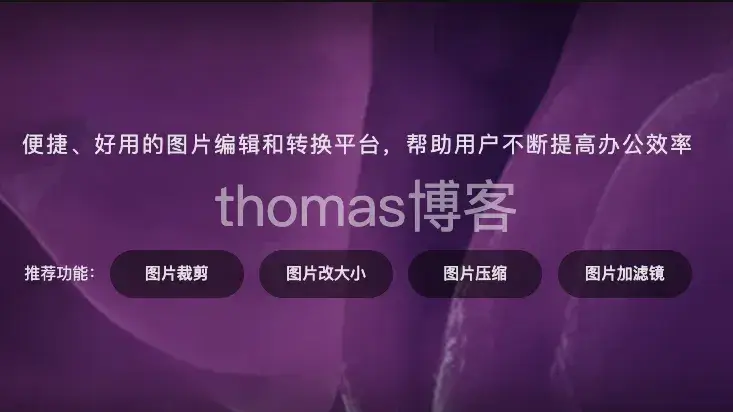 便捷、好用的图片编辑和转换平台，帮助用户不断提高办公效率
thomas博客
推荐功能： 图片裁剪 图片改大小 图片压缩 图片加滤镜